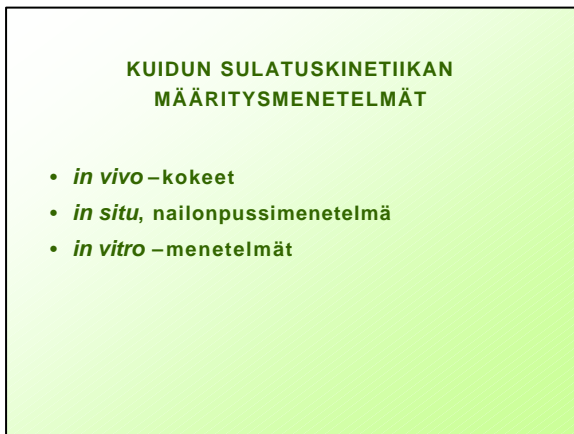 KUIDUN SULATUSKINETIIKAN
MÄÄRITYSMENETELMÄT
• in vivo –kokeet
• in situ, nailonpussimenetelmä
• in vitro –menetelmät